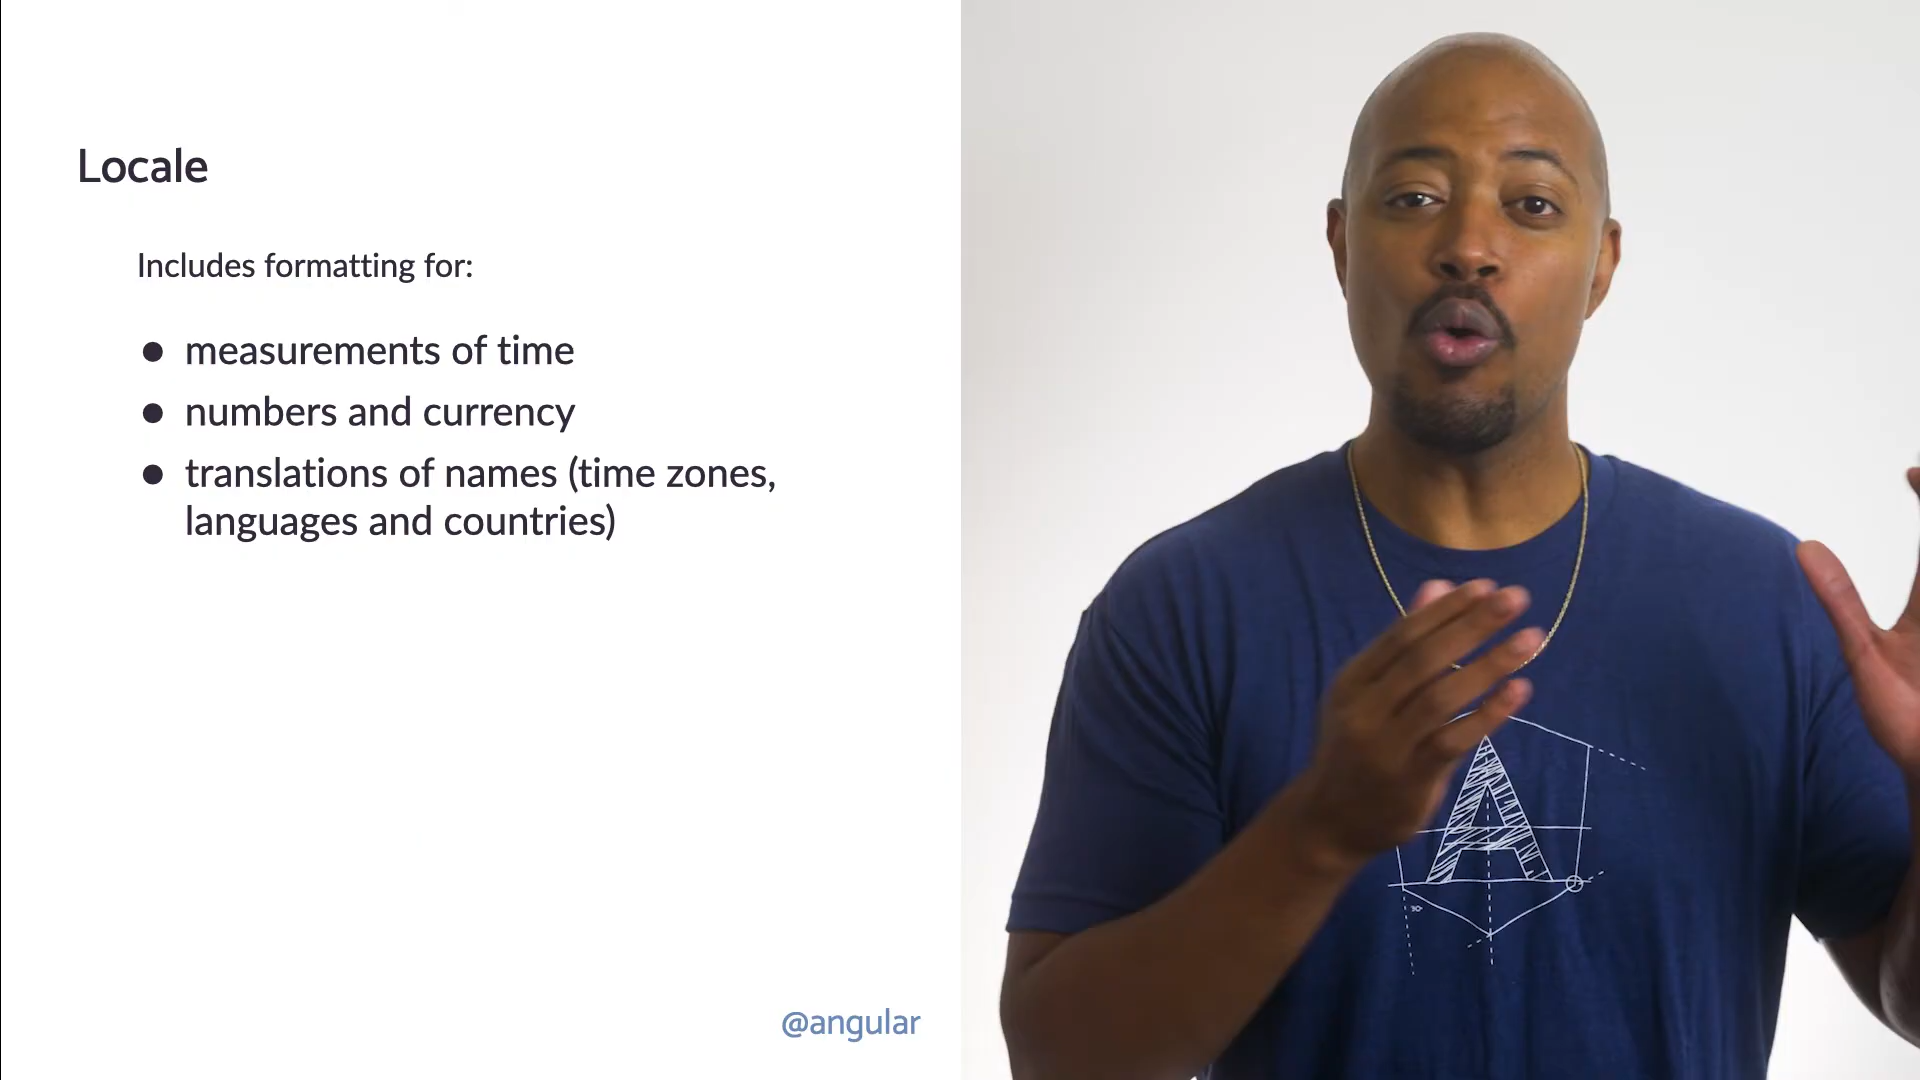 Locale
Includes formatting for:
● measurements of time
● numbers and currency
● translations of names (time zones,
languages and countries)
@angular
A
30°